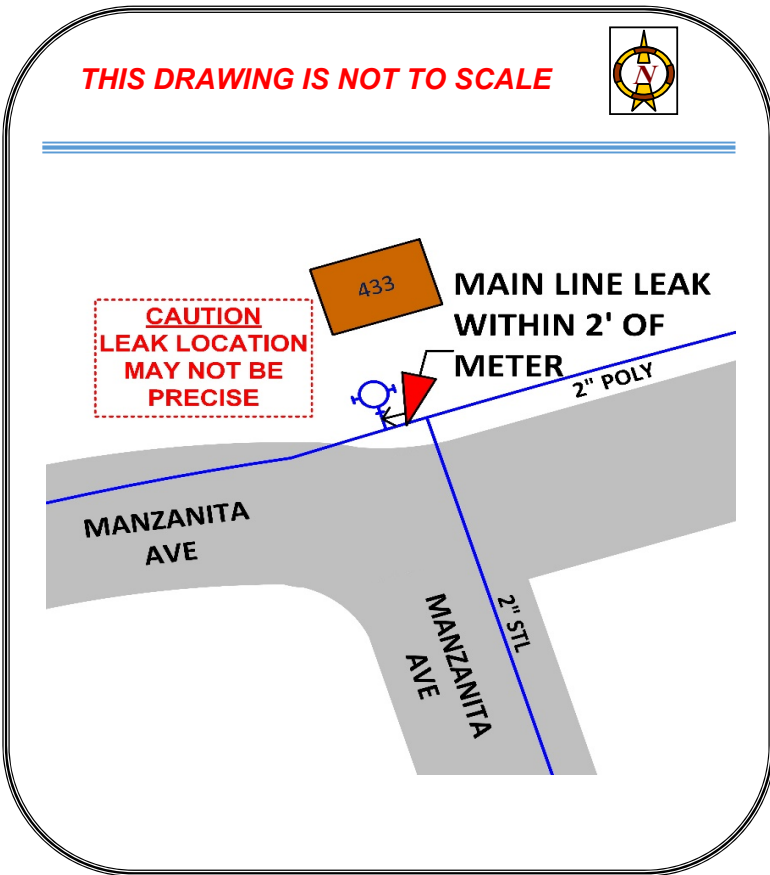 THIS DRAWING IS NOT TO SCALE
N
433
MAIN LINE LEAK
WITHIN 2' OF
METER
CAUTION
LEAK LOCATION
MAY NOT BE
PRECISE
2" POLY
MANZANITA
AVE
2" STL
MANZANITA
AVE